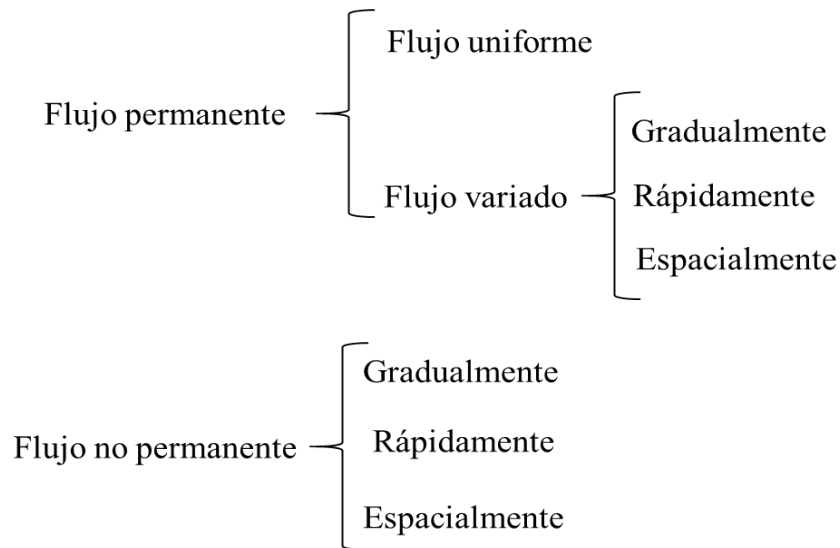 Flujo uniforme
Flujo permanente
Gradualmente
Flujo variado
Rápidamente
Espacialmente
Gradualmente
Flujo no permanente
Rápidamente
Espacialmente